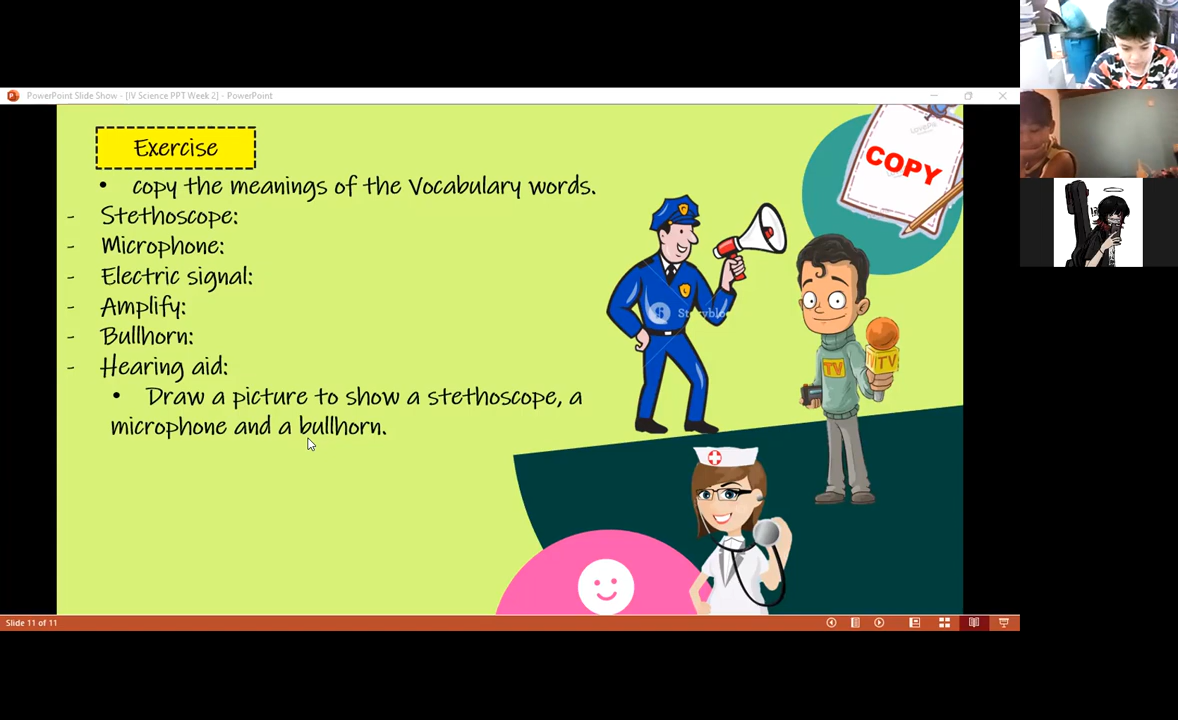 PowerPoint Slide Show - [IV Science PPT Week 2] - PowerPoint
Exercise
COPY
• copy the meanings of the Vocabulary words.
- Stethoscope:
- Microphone:
- Electric signal:
- Amplify:
- Bullhorn:
- Hearing aid:
• Draw a picture to show a stethoscope, a
microphone and a bullhorn.
TV
TV
Slide 11 of 11